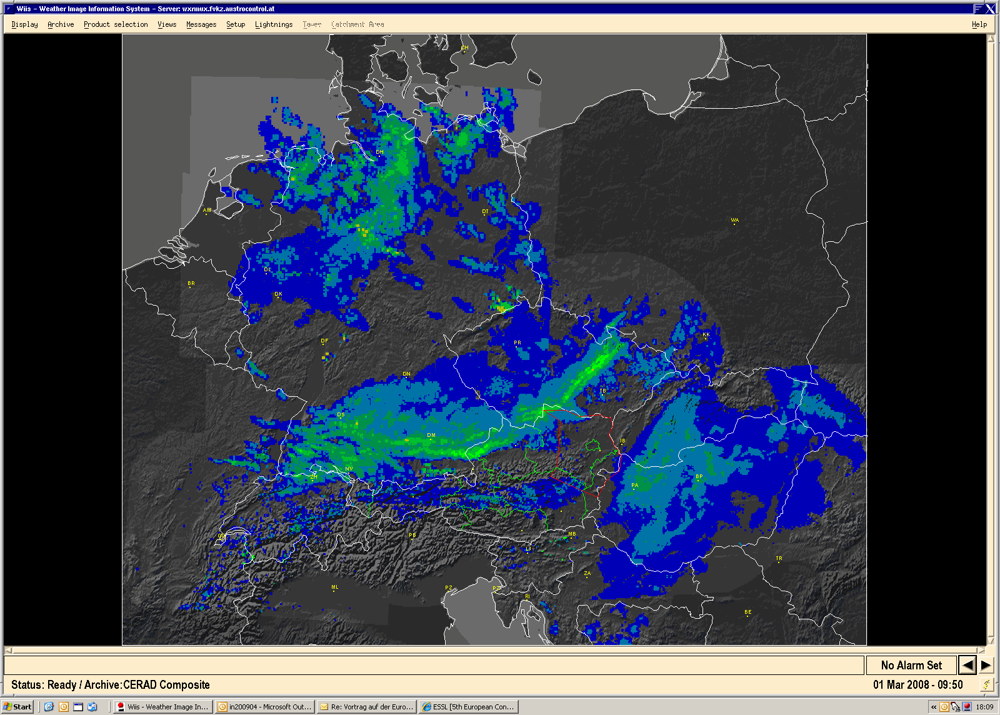 Wiis - Weather Image Information System - Server: wxrmux.fvkz.austrocontrol.at
Display Archive Product selection Views Messages Setup Lightnings Tawes Catchment Area Help
CH
DH
AM
DT
WA
DL
BR
DK
DF
PR
KK
DN
TB
DS
DM
IB
NY
ZH
PA
BP
PB
MB
LJ
TR
ZA
ML
PZ
RI
BE
No Alarm Set
Status: Ready / Archive:CERAD Composite
01 Mar 2008 - 09:50
Start
Wiis - Weather Image In...
in200904 - Microsoft Out...
Re: Vortrag auf der Euro...
ESSL [5th European Con...
«
18:09